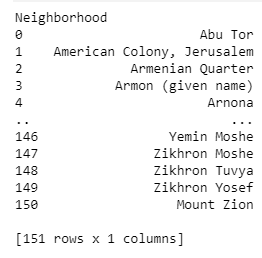 Neighborhood
0 Abu Tor
1 American Colony, Jerusalem
2 Armenian Quarter
3 Armon (given name)
4 Arnona
.. ...
146 Yemin Moshe
147 Zikhron Moshe
148 Zikhron Tuvya
149 Zikhron Yosef
150 Mount Zion
[151 rows x 1 columns]